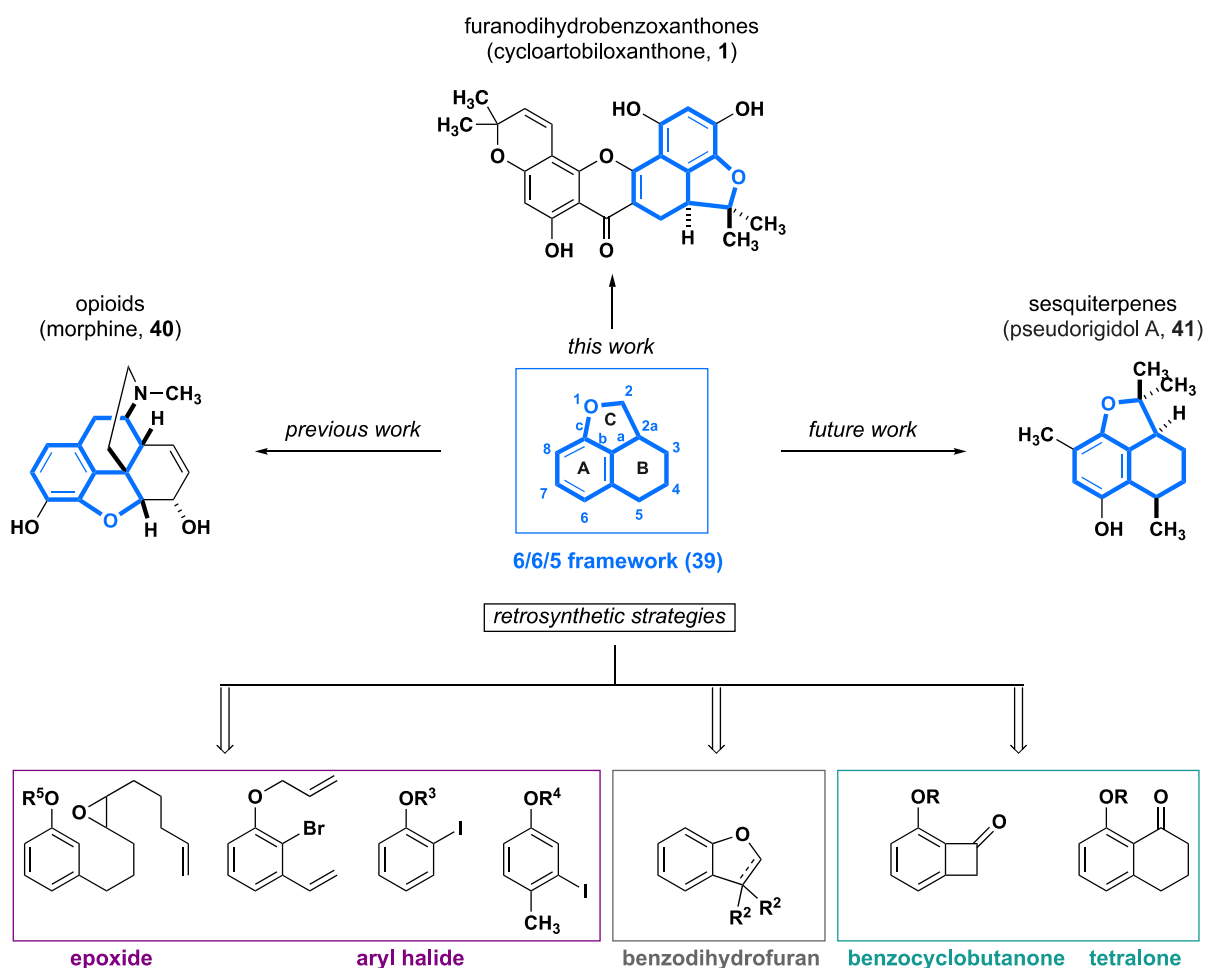 furanodihydrobenzoxanthones
(cycloartobiloxanthone, 1)
H₃C
H₃C
O
O
HO
OH
O
OH
O
H
CH₃
CH₃
opioids
(morphine, 40)
N—CH₃
H
HO
O
H
OH
previous work
this work
1
O
2
C
c
b
a
2a
8
A
B
3
7
4
6
5
6/6/5 framework (39)
future work
sesquiterpenes
(pseudorigidol A, 41)
CH₃
CH₃
O
H
H₃C
OH
CH₃
retrosynthetic strategies
R⁵O
O
O
Br
OR³
I
OR⁴
I
CH₃
O
R²
R²
OR
O
OR
O
epoxide
aryl halide
benzodihydrofuran
benzocyclobutanone
tetralone